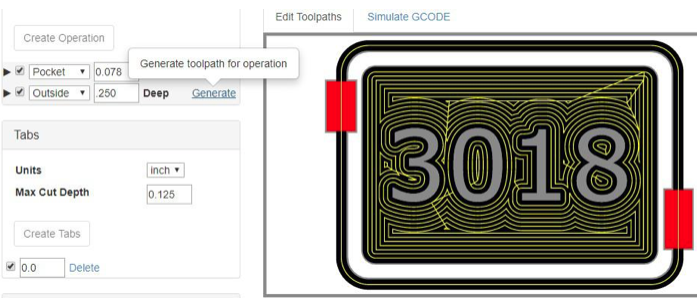 Edit Toolpaths Simulate GCODE
Create Operation
Generate toolpath for operation
Pocket 0.078
Outside .250 Deep Generate
Tabs
Units inch
Max Cut Depth 0.125
Create Tabs
0.0 Delete
3018